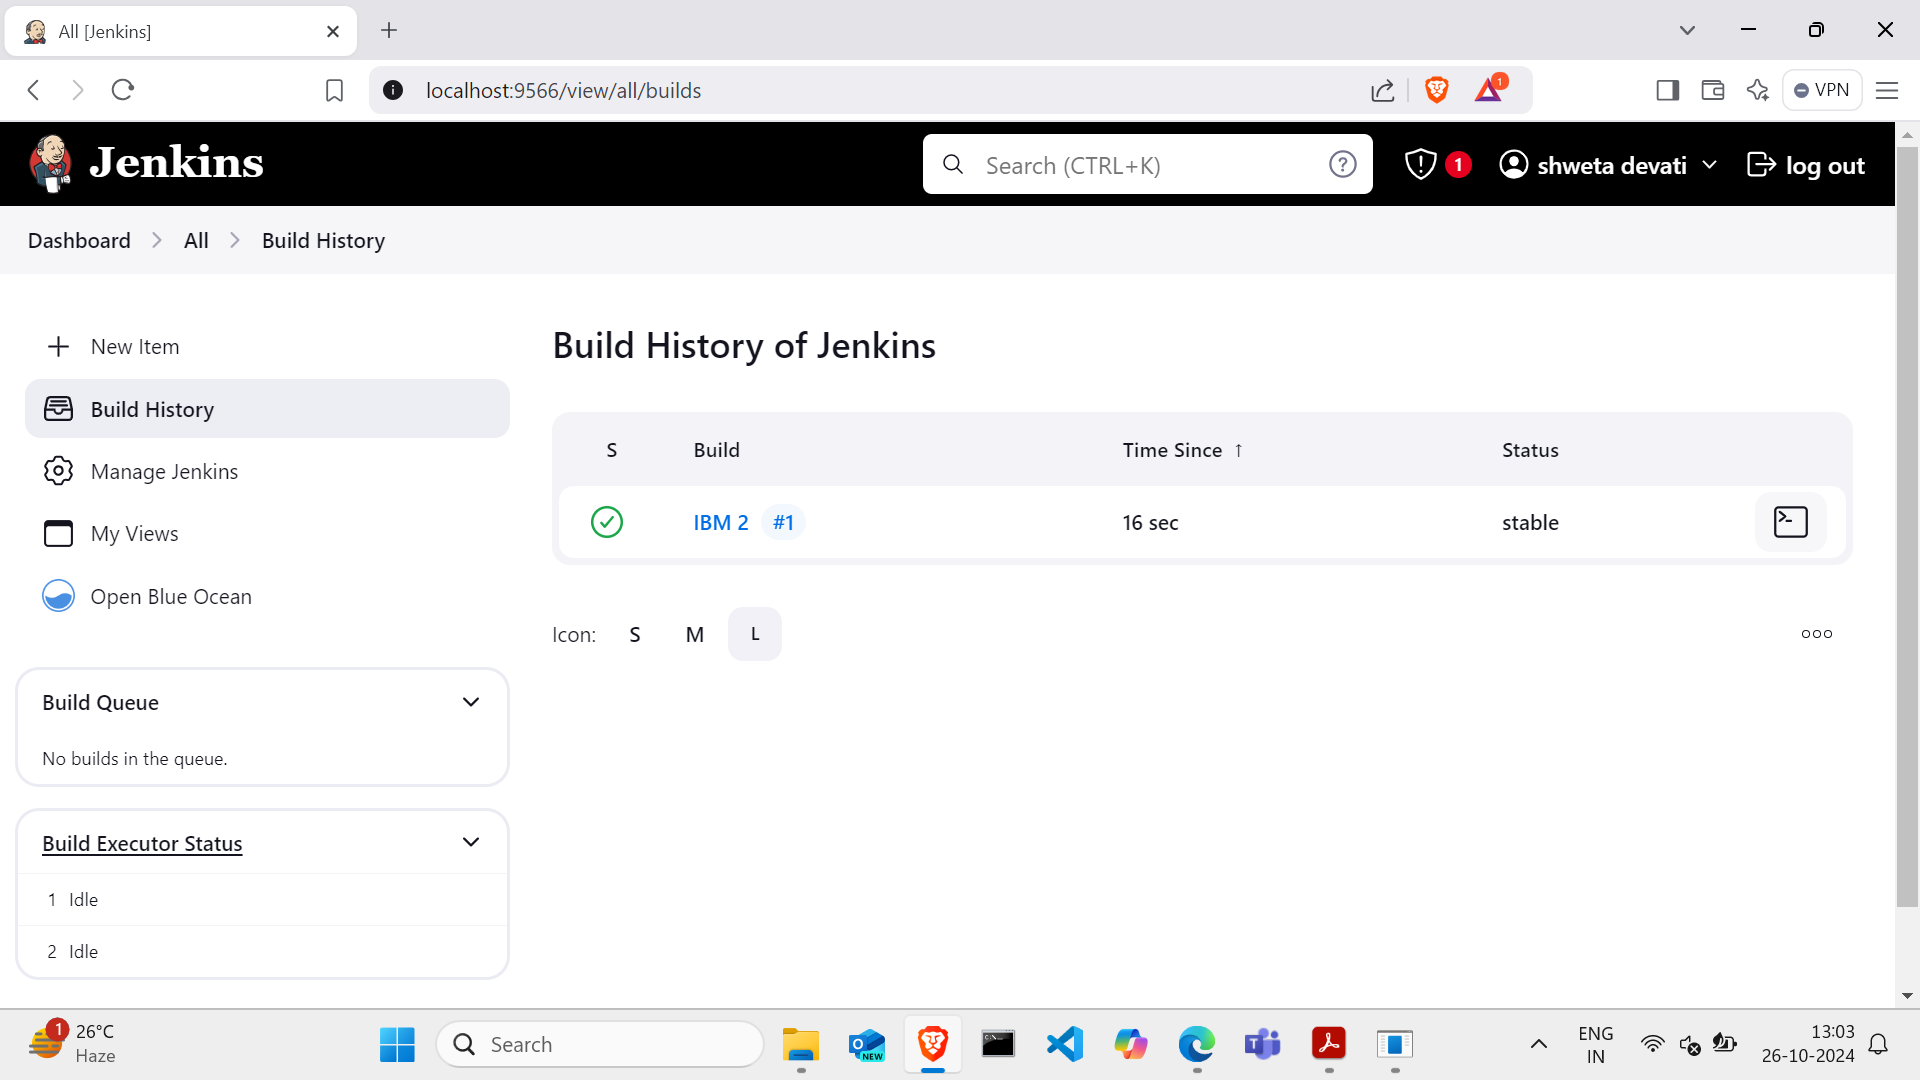 All [Jenkins]
localhost:9566/view/all/builds
1
VPN
Jenkins
Search (CTRL+K)
1
shweta devati
log out
Dashboard
All
Build History
New Item
Build History
Manage Jenkins
My Views
Open Blue Ocean
Build Queue
No builds in the queue.
Build Executor Status
1 Idle
2 Idle
Build History of Jenkins
S Build Time Since ↑ Status
IBM 2 #1 16 sec stable
Icon: S M L
1
26°C
Haze
Search
O
NEW
ENG
IN
13:03
26-10-2024